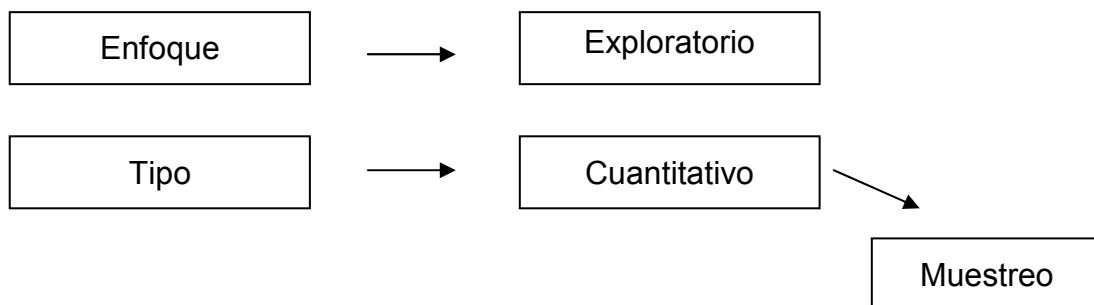 Enfoque
Exploratorio
Tipo
Cuantitativo
Muestreo